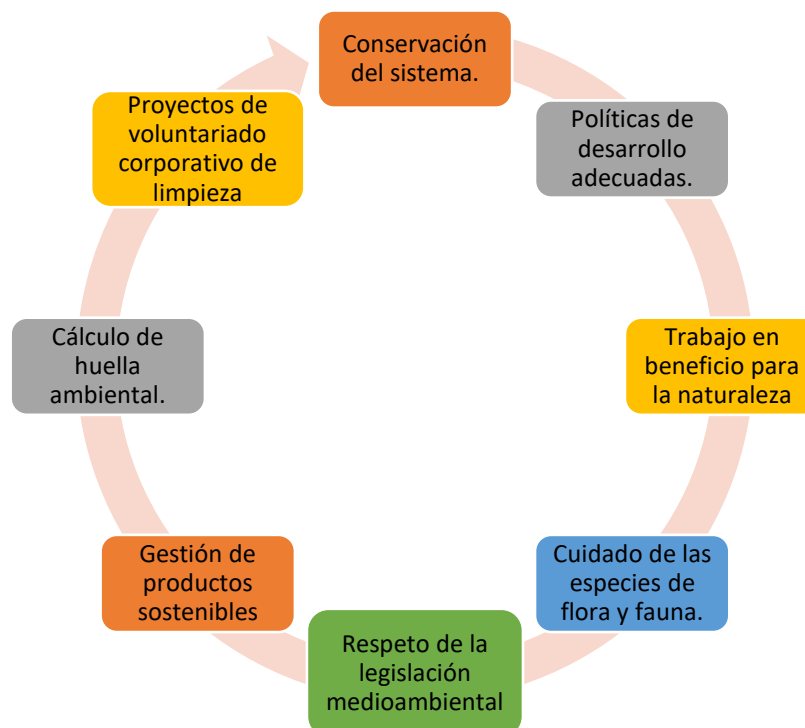 Conservación
del sistema.
Políticas de
desarrollo
adecuadas.
Trabajo en
beneficio para
la naturaleza
Cuidado de las
especies de
flora y fauna.
Respeto de la
legislación
medioambiental
Gestión de
productos
sostenibles
Cálculo de
huella
ambiental.
Proyectos de
voluntariado
corporativo de
limpieza